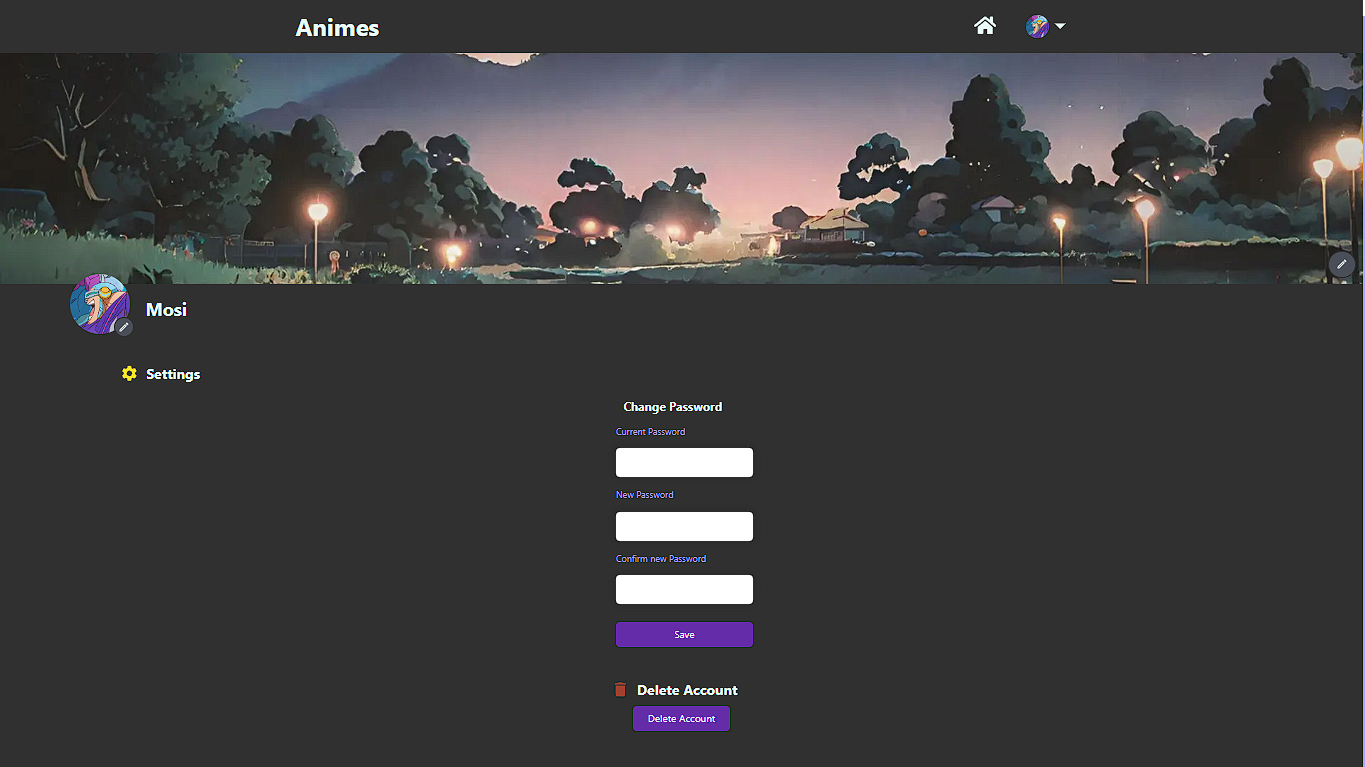 Animes
Mosi
Settings
Change Password
Current Password
New Password
Confirm new Password
Save
Delete Account
Delete Account